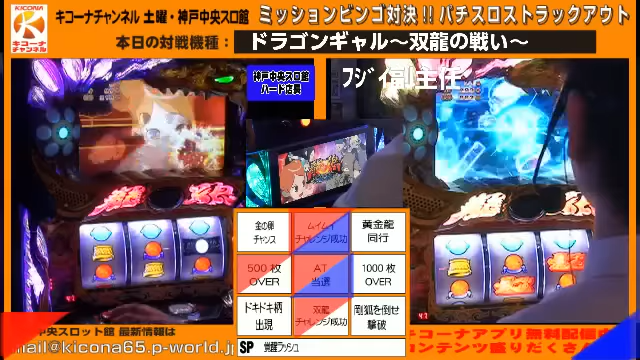 KICONA
キコーナ
チャンネル
キコーナチャンネル 土曜・神戸中央スロ館 ミッションビンゴ対決!! パチスロストラックアウト
本日の対戦機種： ドラゴンギャル～双龍の戦い～
神戸中央スロ館
ハード店長
フジィ副主任
金の卵
チャンス
ムイムイ
チャレンジ成功
黄金龍
同行
500枚
OVER
AT
当選
1000枚
OVER
ドキドキ柄
出現
双龍
チャレンジ成功
剛狐を倒せ
撃破
SP 覚醒ラッシュ
中央スロット館 最新情報は
mail@kicona65.p-world.jp
キコーナアプリ無料配信中
コンテンツ盛りだくさん